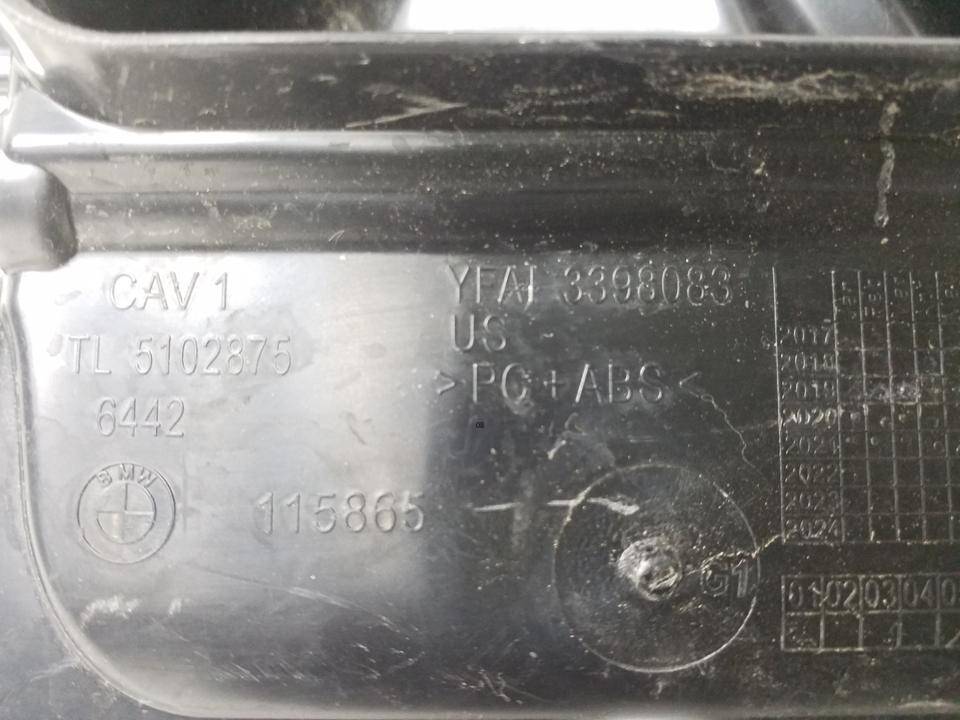 CAV 1
TL 5102875
6442
BMW
115865
YFAI 3398083
US -
>PC+ABS<
G1
2017
2018
2019
2020
2021
2022
2023
2024
01 02 03 04